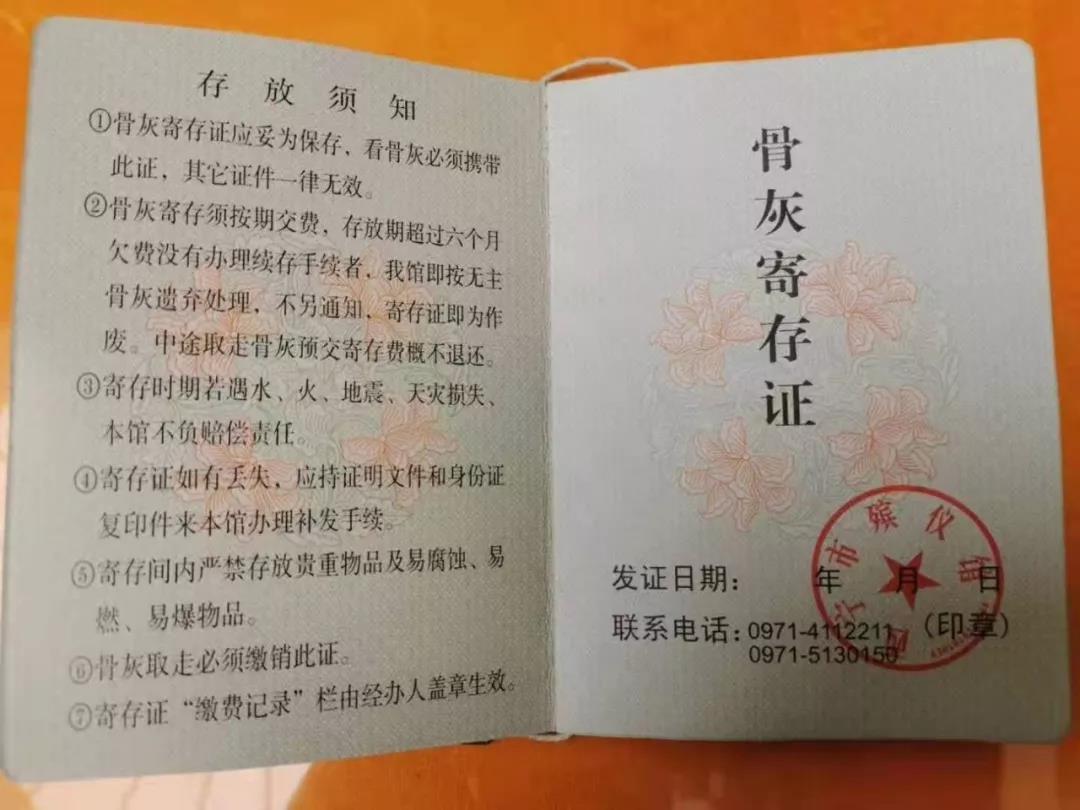 存放须知
①骨灰寄存证应妥为保存，看骨灰必须携带
此证，其它证件一律无效。
②骨灰寄存须按期交费，存放期超过六个月
欠费没有办理续存手续者，我馆即按无主
骨灰遗弃处理，不另通知，寄存证即为作
废。中途取走骨灰预交寄存费概不退还。
③寄存时期若遇水、火、地震、天灾损失、
本馆不负赔偿责任。
④寄存证如有丢失，应持证明文件和身份证
复印件来本馆办理补发手续。
⑤寄存间内严禁存放贵重物品及易腐蚀、易
燃、易爆物品。
⑥骨灰取走必须缴销此证。
⑦寄存证“缴费记录”栏由经办人盖章生效。
骨灰寄存证
发证日期： 年 月 日
联系电话：0971-4112211 （印章）
0971-5130150
西宁市殡仪馆